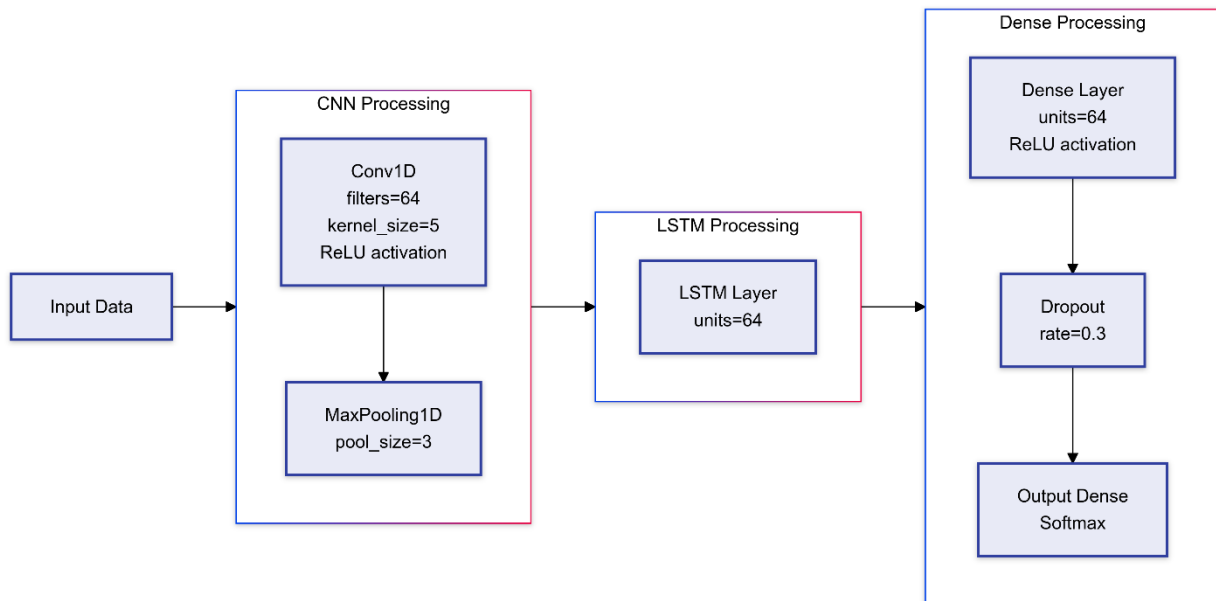 Input Data
CNN Processing
Conv1D
filters=64
kernel_size=5
ReLU activation
MaxPooling1D
pool_size=3
LSTM Processing
LSTM Layer
units=64
Dense Processing
Dense Layer
units=64
ReLU activation
Dropout
rate=0.3
Output Dense
Softmax